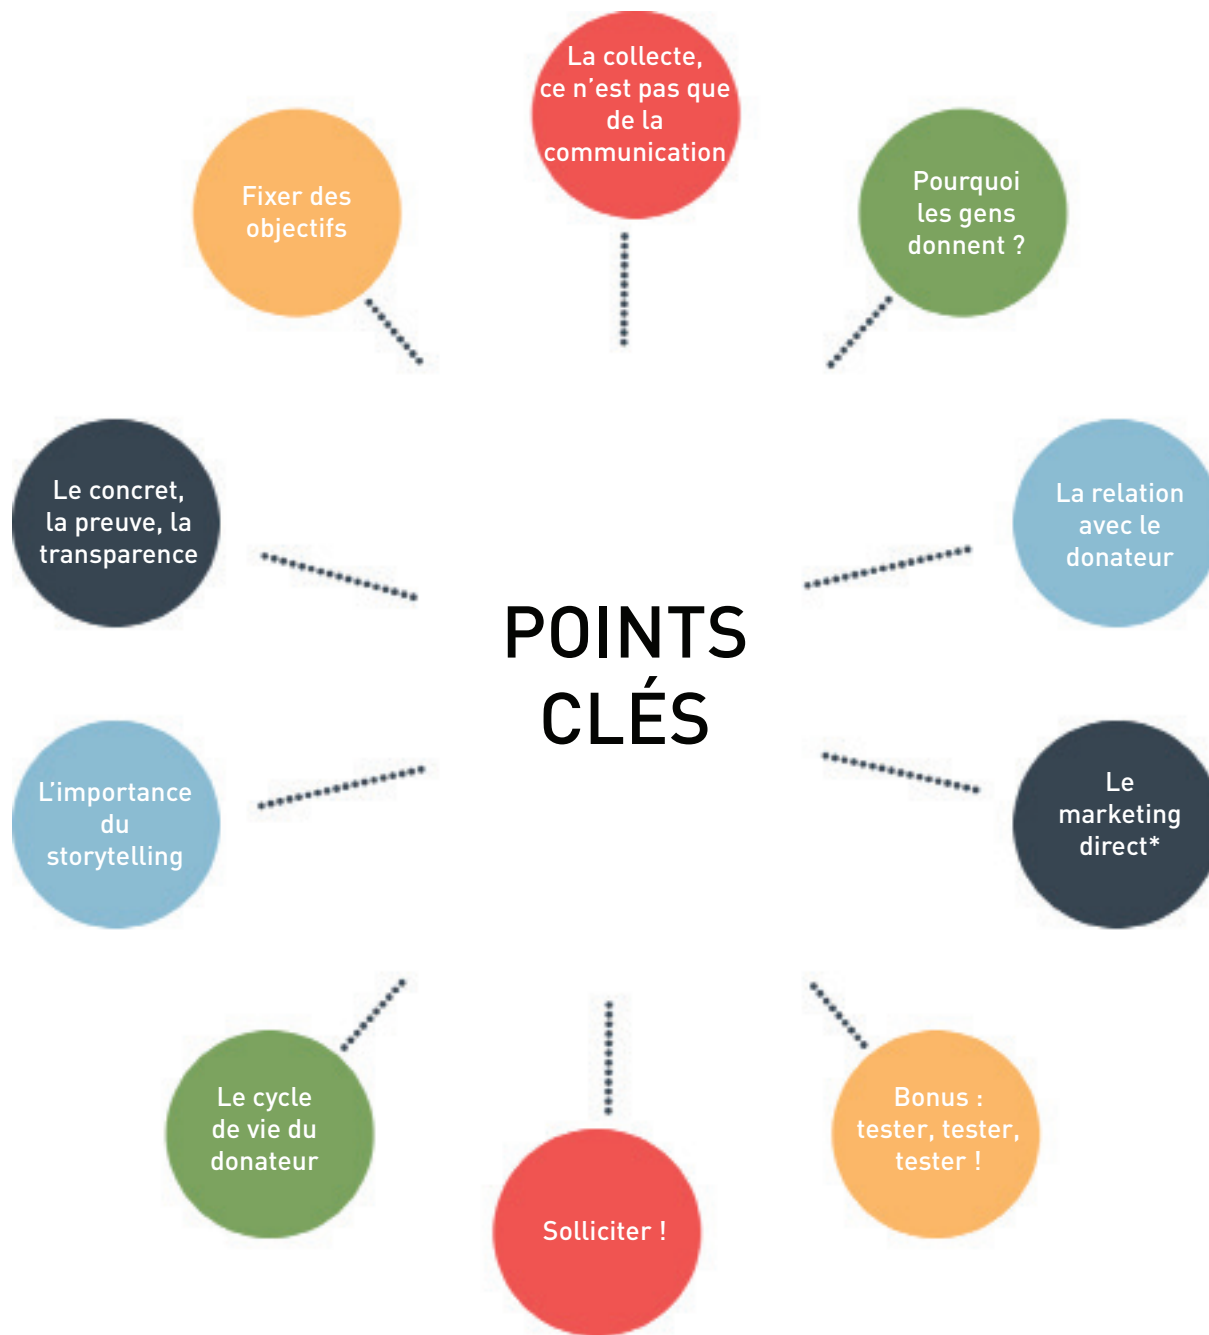 La collecte,
ce n’est pas que
de la
communication
Fixer des
objectifs
Pourquoi
les gens
donnent ?
Le concret,
la preuve, la
transparence
La relation
avec le
donateur
POINTS
CLÉS
L’importance
du
storytelling
Le
marketing
direct*
Le cycle
de vie du
donateur
Bonus :
tester, tester,
tester !
Solliciter !